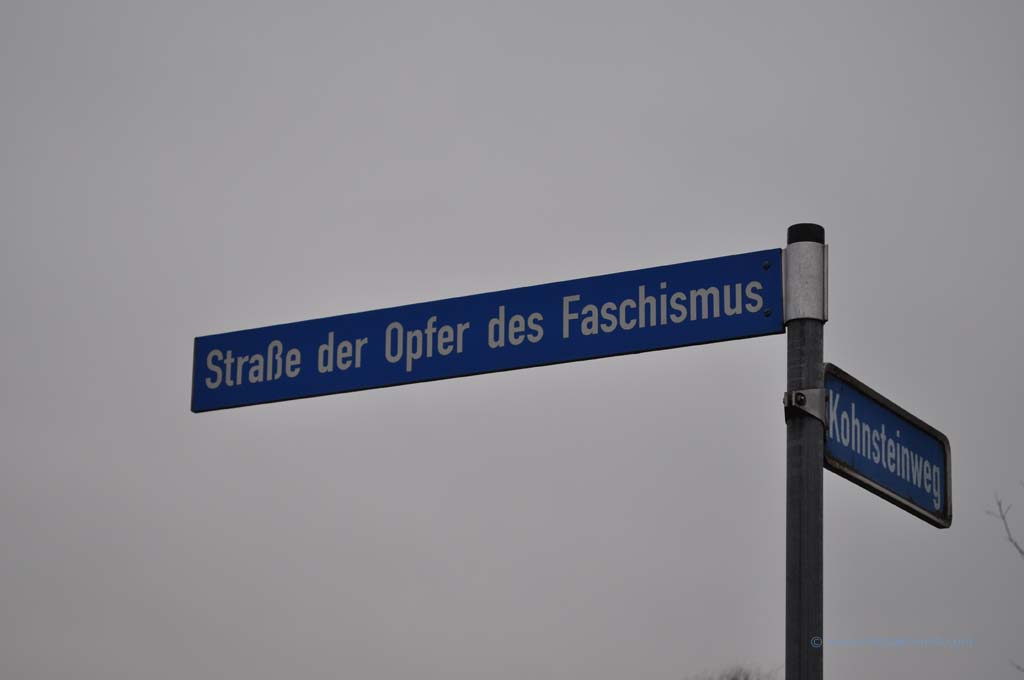 Straße der Opfer des Faschismus
Kohnsteinweg